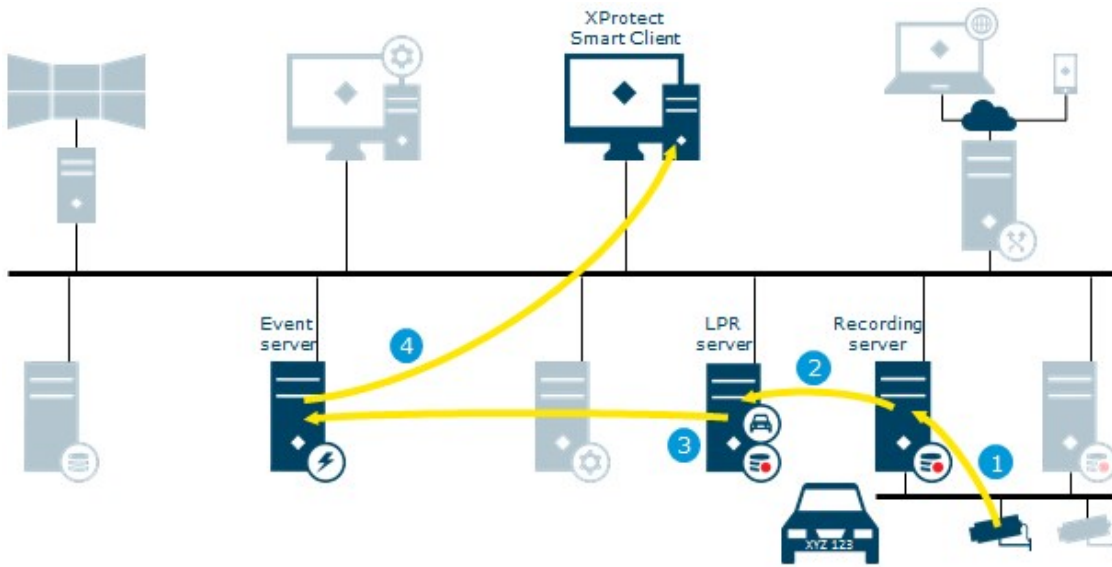 XProtect
Smart Client
Event
server
4
LPR
server
Recording
server
2
3
1
XYZ 123